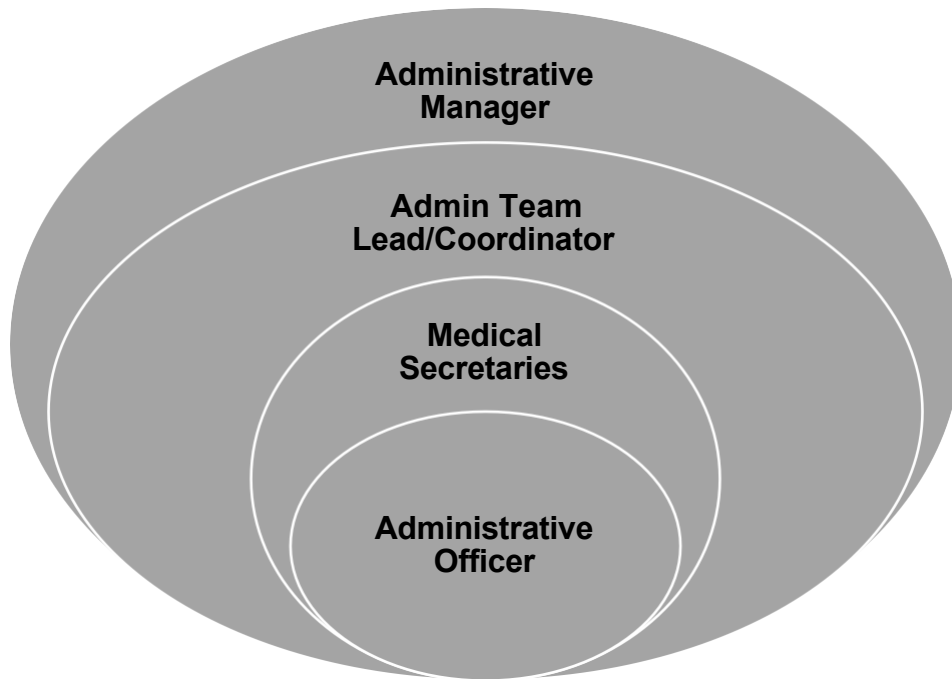 Administrative
Manager
Admin Team
Lead/Coordinator
Medical
Secretaries
Administrative
Officer